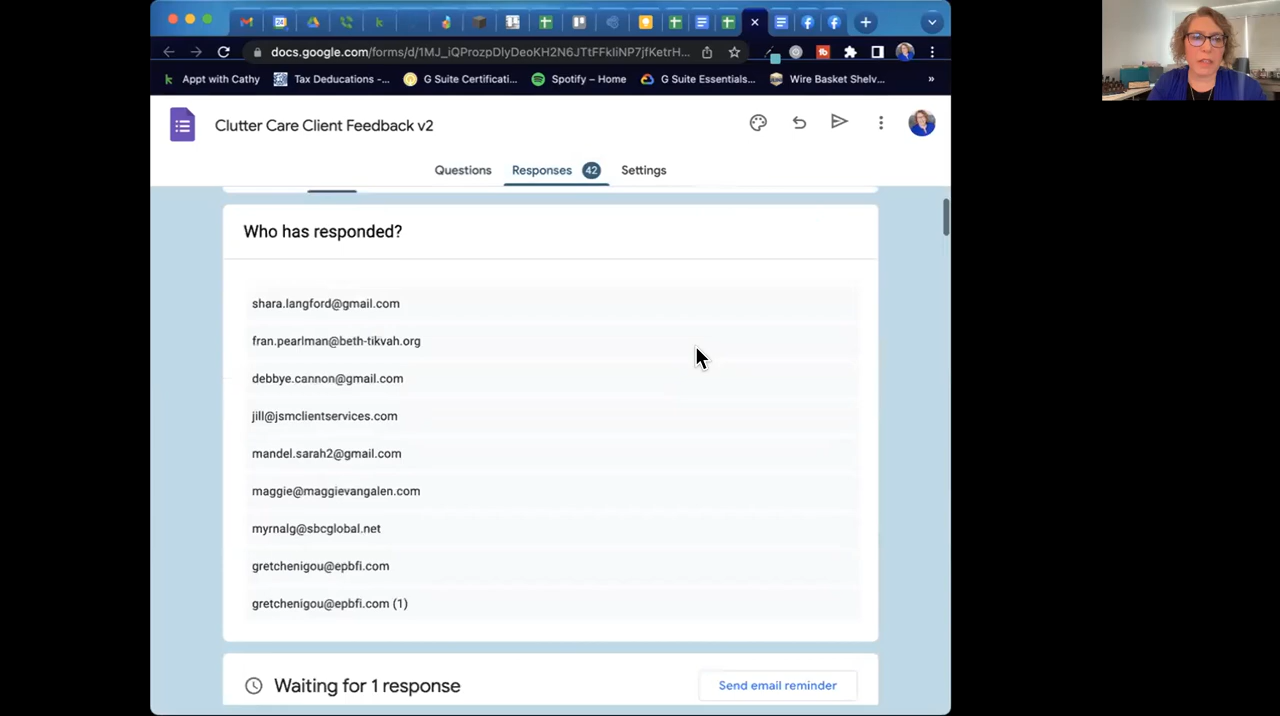 docs.google.com/forms/d/1MJ_iQProzpDIyDeoKH2N6JTtFFkliNP7jfKetrH...
Appt with Cathy Tax Deductions -... G Suite Certificati... Spotify – Home G Suite Essentials... Wire Basket Shelv... »
Clutter Care Client Feedback v2
Questions Responses 42 Settings
Who has responded?
shara.langford@gmail.com
fran.pearlman@beth-tikvah.org
debbye.cannon@gmail.com
jill@jsmclientservices.com
mandel.sarah2@gmail.com
maggie@maggievangalen.com
myrnalg@sbcglobal.net
gretchenigou@epbfi.com
gretchenigou@epbfi.com (1)
Waiting for 1 response Send email reminder